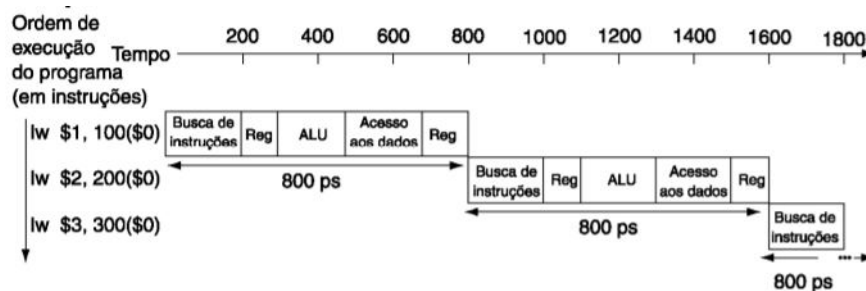 Ordem de
execução
do programa
(em instruções)
Tempo
200 400 600 800 1000 1200 1400 1600 1800
lw $1, 100($0)
Busca de
instruções
Reg
ALU
Acesso
aos dados
Reg
800 ps
lw $2, 200($0)
Busca de
instruções
Reg
ALU
Acesso
aos dados
Reg
800 ps
lw $3, 300($0)
Busca de
instruções
...
800 ps